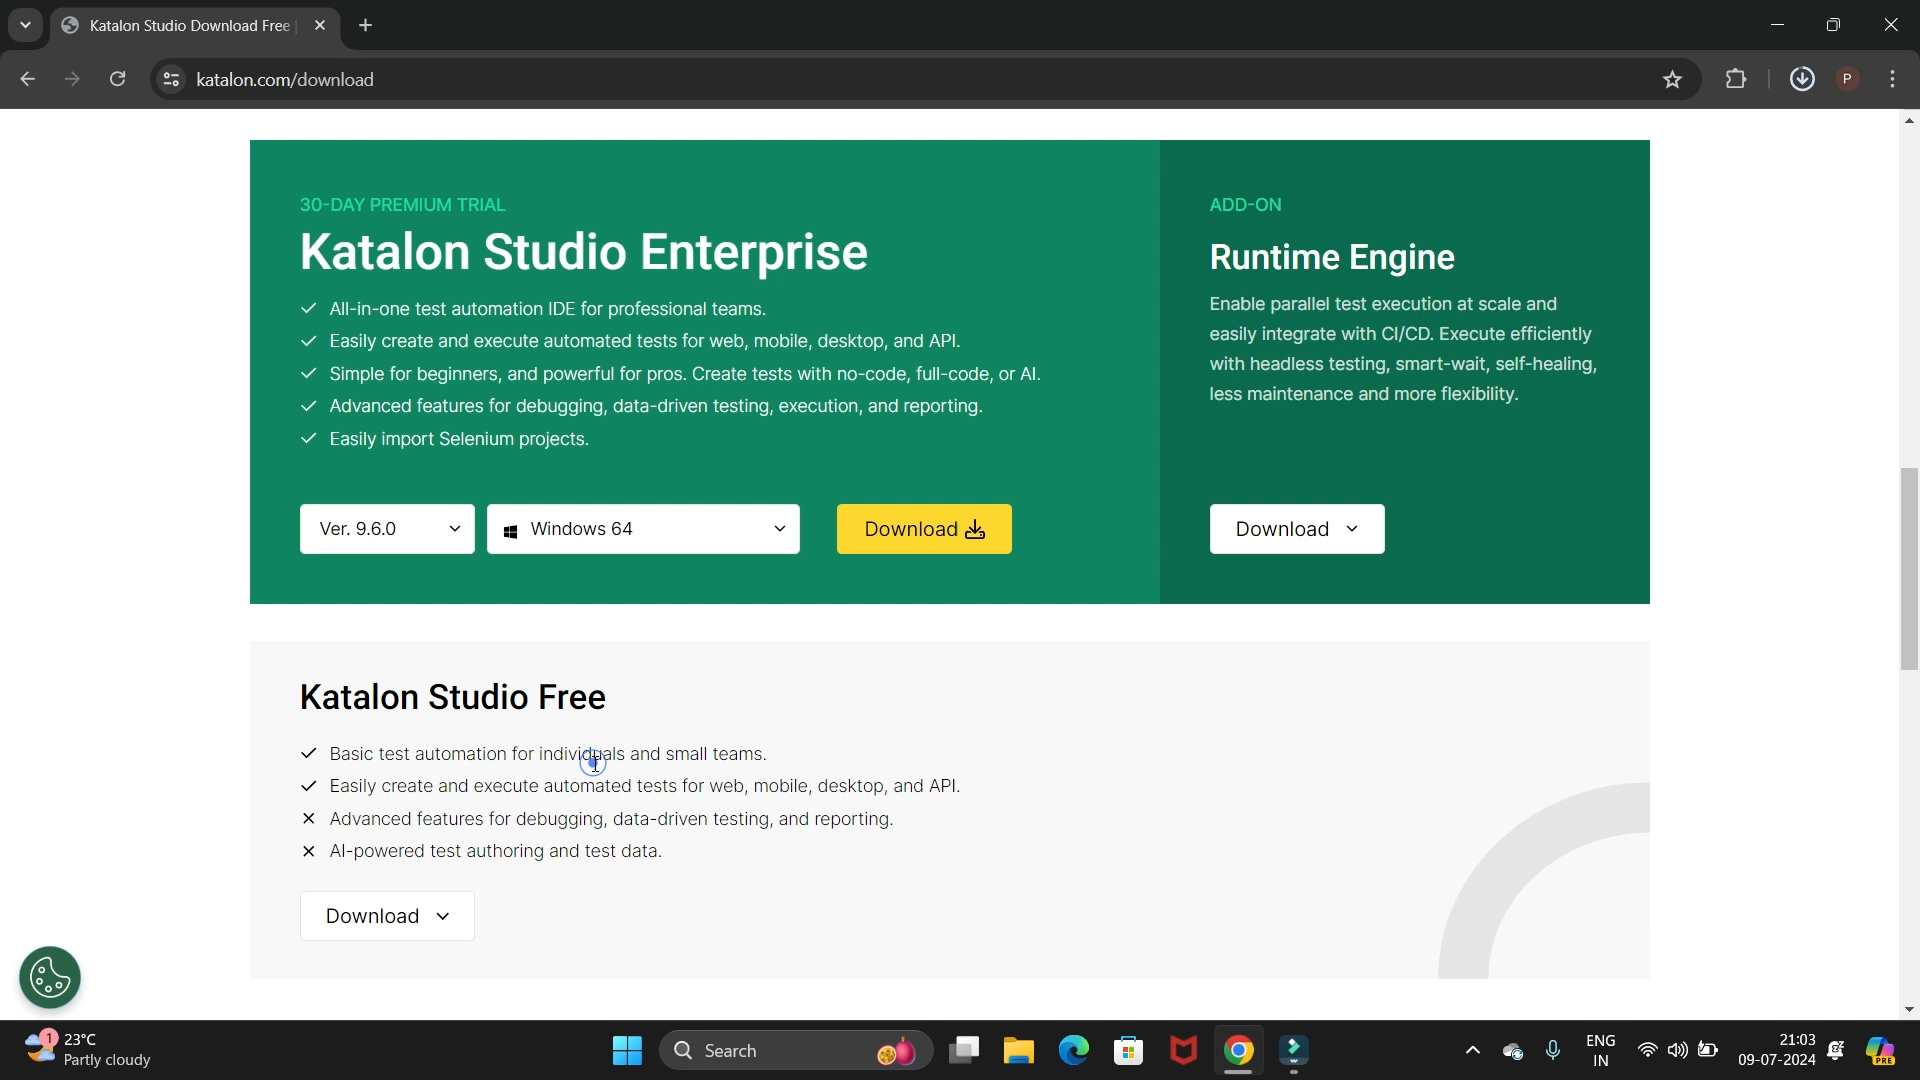 Katalon Studio Download Free |
katalon.com/download
P
30-DAY PREMIUM TRIAL
Katalon Studio Enterprise
All-in-one test automation IDE for professional teams.
Easily create and execute automated tests for web, mobile, desktop, and API.
Simple for beginners, and powerful for pros. Create tests with no-code, full-code, or AI.
Advanced features for debugging, data-driven testing, execution, and reporting.
Easily import Selenium projects.
Ver. 9.6.0
Windows 64
Download
ADD-ON
Runtime Engine
Enable parallel test execution at scale and
easily integrate with CI/CD. Execute efficiently
with headless testing, smart-wait, self-healing,
less maintenance and more flexibility.
Download
Katalon Studio Free
Basic test automation for individuals and small teams.
Easily create and execute automated tests for web, mobile, desktop, and API.
Advanced features for debugging, data-driven testing, and reporting.
AI-powered test authoring and test data.
Download
1
23°C
Partly cloudy
Search
ENG
IN
21:03
09-07-2024
PRE